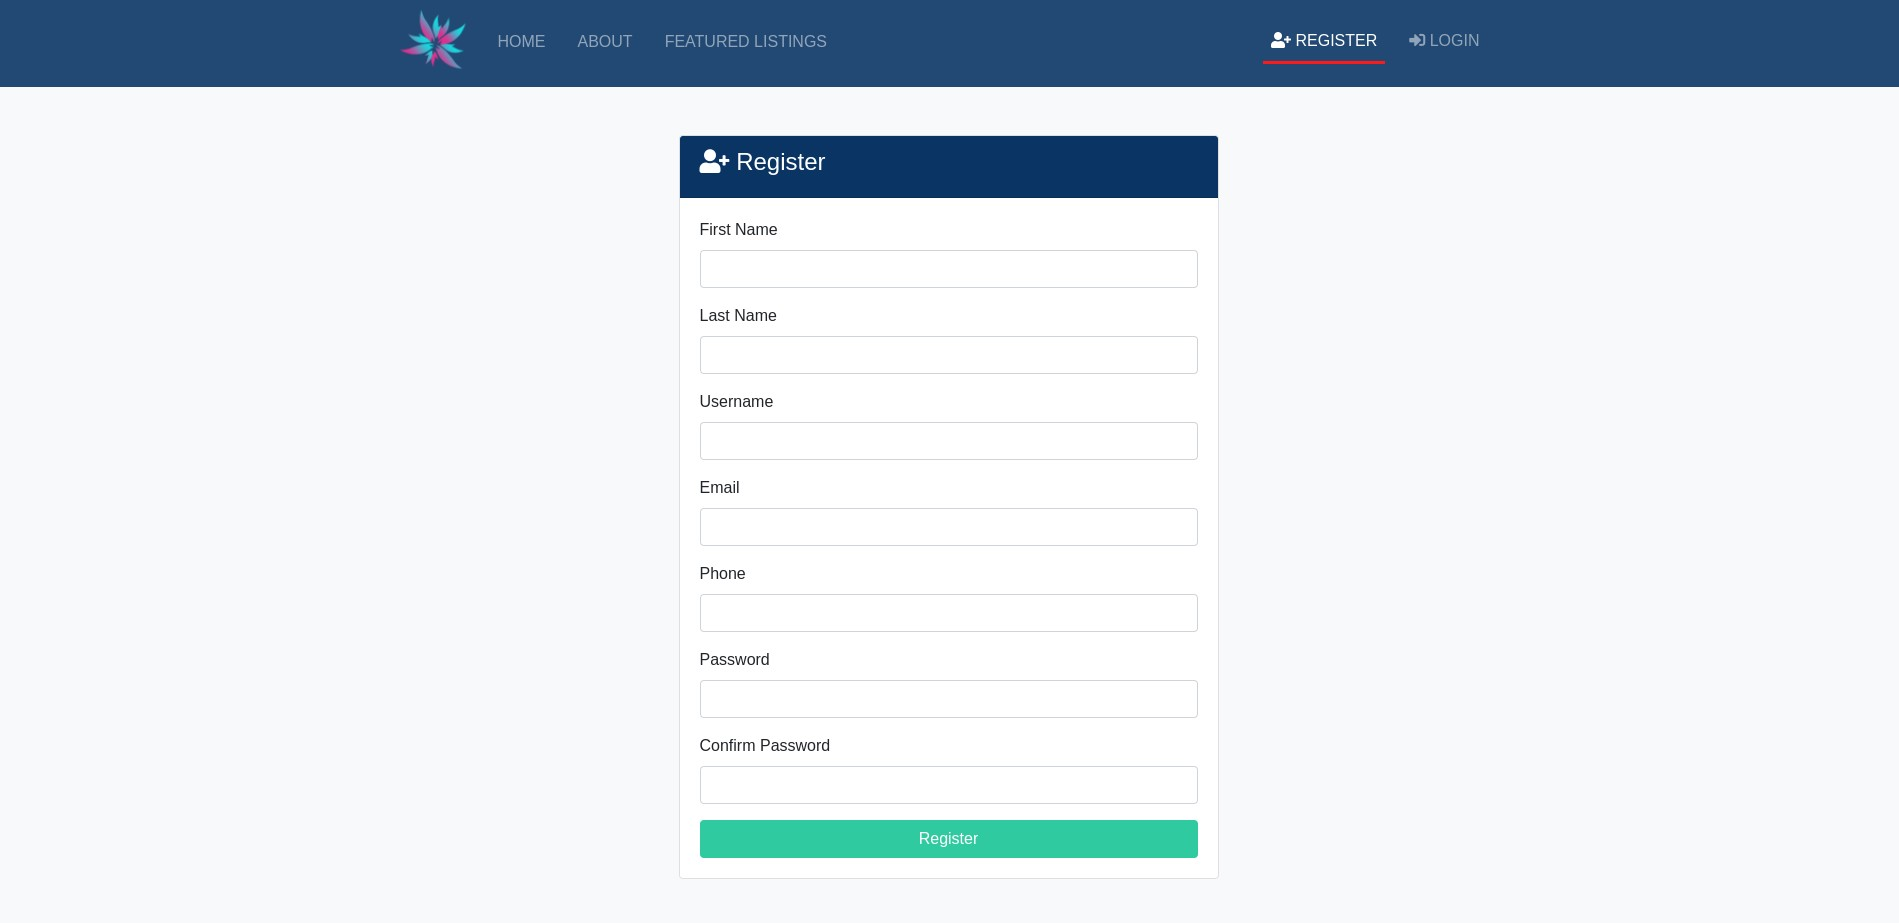 HOME ABOUT FEATURED LISTINGS REGISTER LOGIN
Register
First Name
Last Name
Username
Email
Phone
Password
Confirm Password
Register